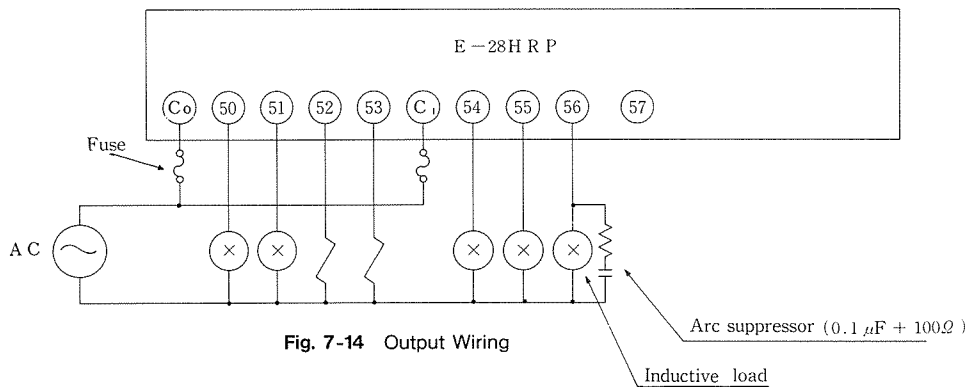 E-28HRP
C0 50 51 52 53 C1 54 55 56 57
Fuse
AC
Arc suppressor (0.1 μF + 100Ω)
Fig. 7-14 Output Wiring
Inductive load